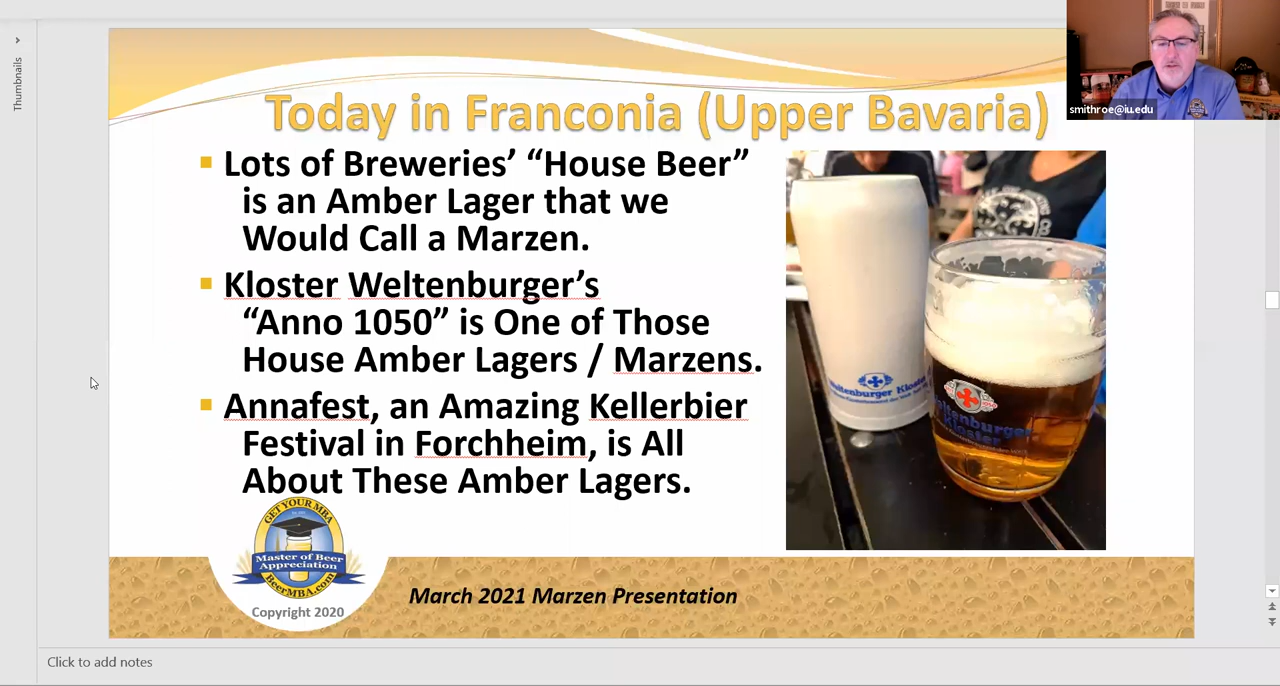 Thumbnails
smithroe@iu.edu
Today in Franconia (Upper Bavaria)
Lots of Breweries’ “House Beer”
is an Amber Lager that we
Would Call a Marzen.
Kloster Weltenburger’s
“Anno 1050” is One of Those
House Amber Lagers / Marzens.
Annafest, an Amazing Kellerbier
Festival in Forchheim, is All
About These Amber Lagers.
Weltenburger Kloster
1050
Weltenburger
Kloster
GET YOUR MBA
Master of Beer
Appreciation
BeerMBA.com
Copyright 2020
March 2021 Marzen Presentation
Click to add notes